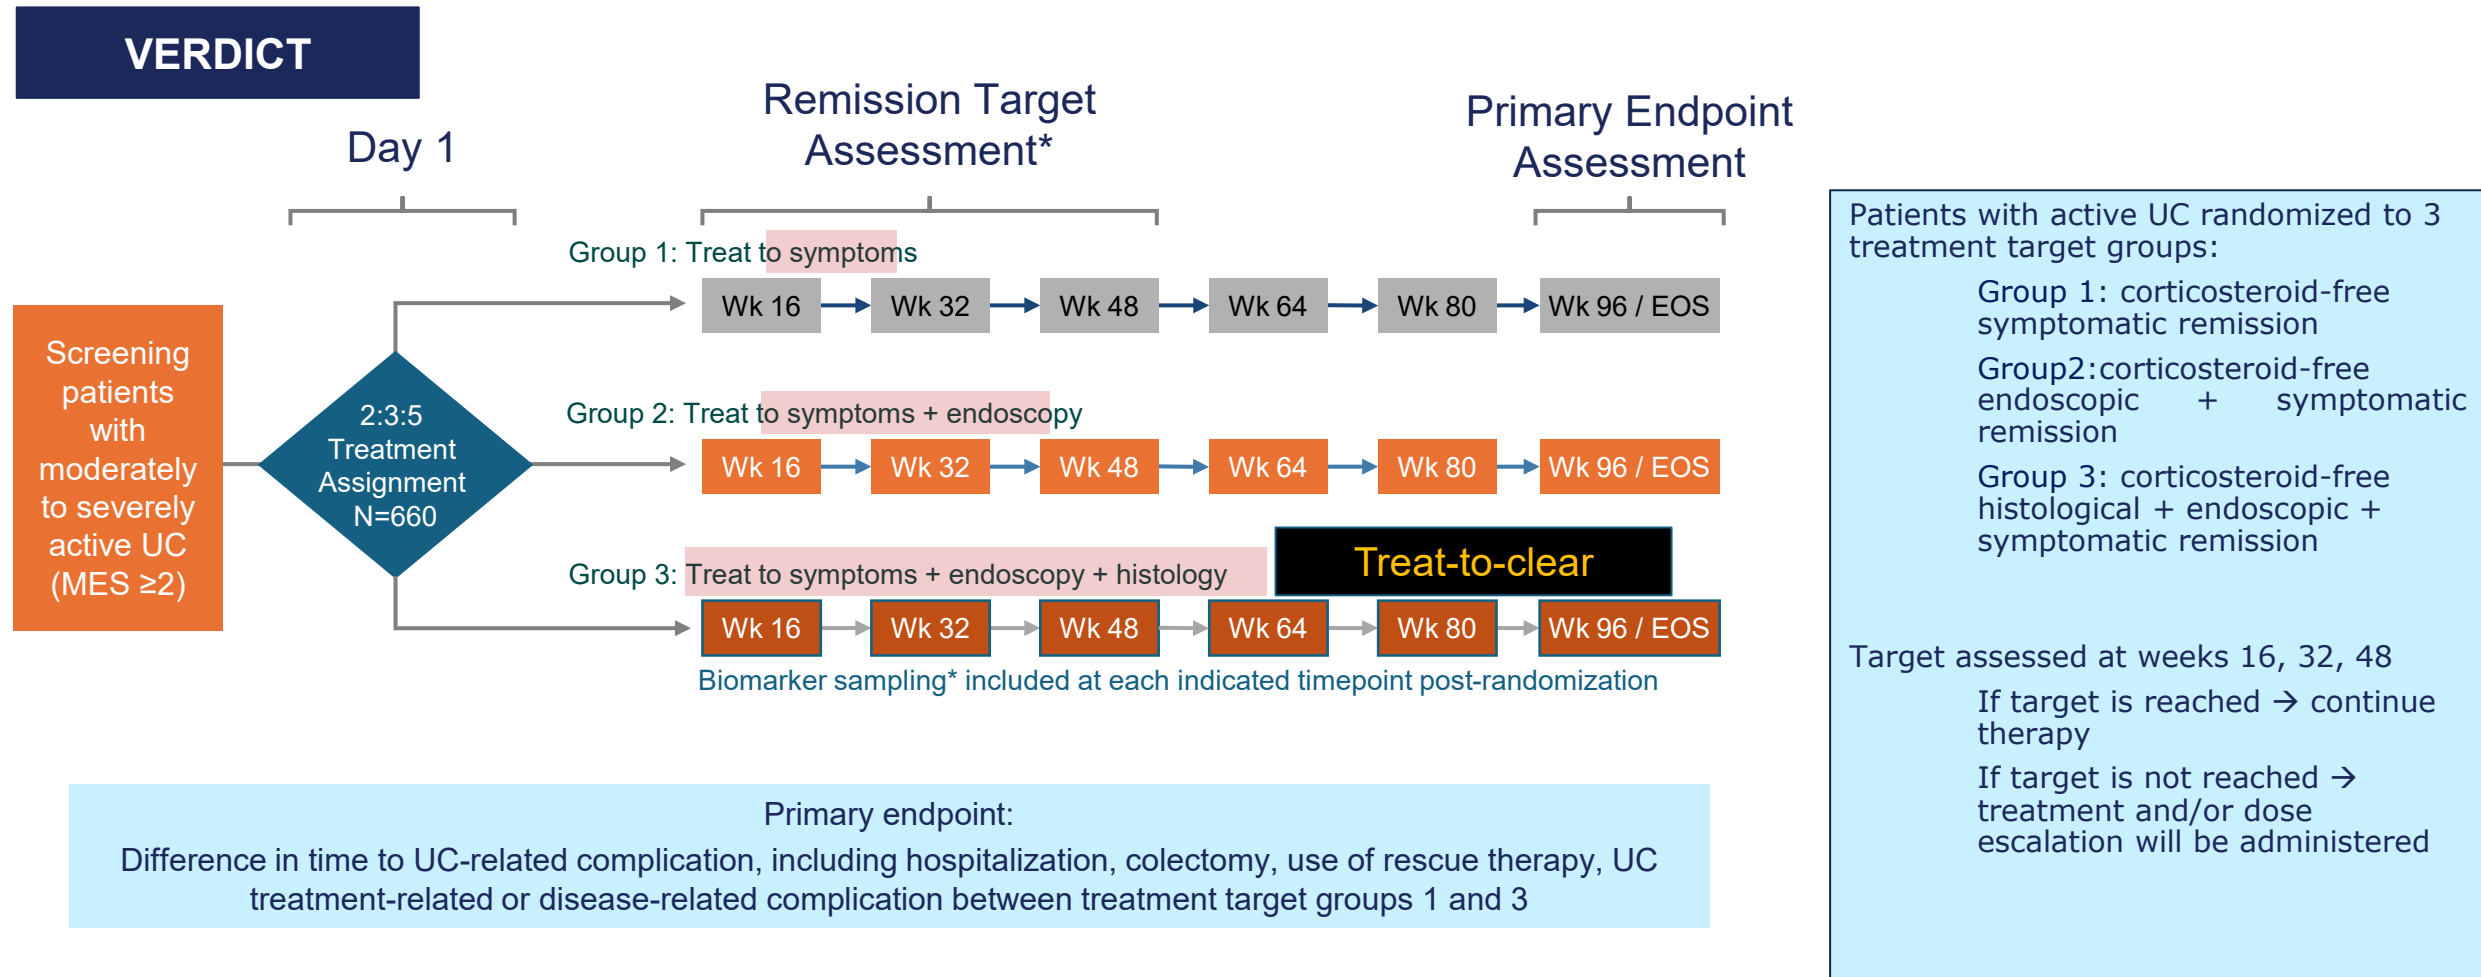 VERDICT
Day 1
Remission Target
Assessment*
Primary Endpoint
Assessment
Screening
patients
with
moderately
to severely
active UC
(MES ≥2)
2:3:5
Treatment
Assignment
N=660
Group 1: Treat to symptoms
Wk 16
Wk 32
Wk 48
Wk 64
Wk 80
Wk 96 / EOS
Group 2: Treat to symptoms + endoscopy
Wk 16
Wk 32
Wk 48
Wk 64
Wk 80
Wk 96 / EOS
Group 3: Treat to symptoms + endoscopy + histology
Treat-to-clear
Wk 16
Wk 32
Wk 48
Wk 64
Wk 80
Wk 96 / EOS
Biomarker sampling* included at each indicated timepoint post-randomization
Primary endpoint:
Difference in time to UC-related complication, including hospitalization, colectomy, use of rescue therapy, UC
treatment-related or disease-related complication between treatment target groups 1 and 3
Patients with active UC randomized to 3
treatment target groups:
Group 1: corticosteroid-free
symptomatic remission
Group2:corticosteroid-free
endoscopic + symptomatic
remission
Group 3: corticosteroid-free
histological + endoscopic +
symptomatic remission
Target assessed at weeks 16, 32, 48
If target is reached → continue
therapy
If target is not reached →
treatment and/or dose
escalation will be administered